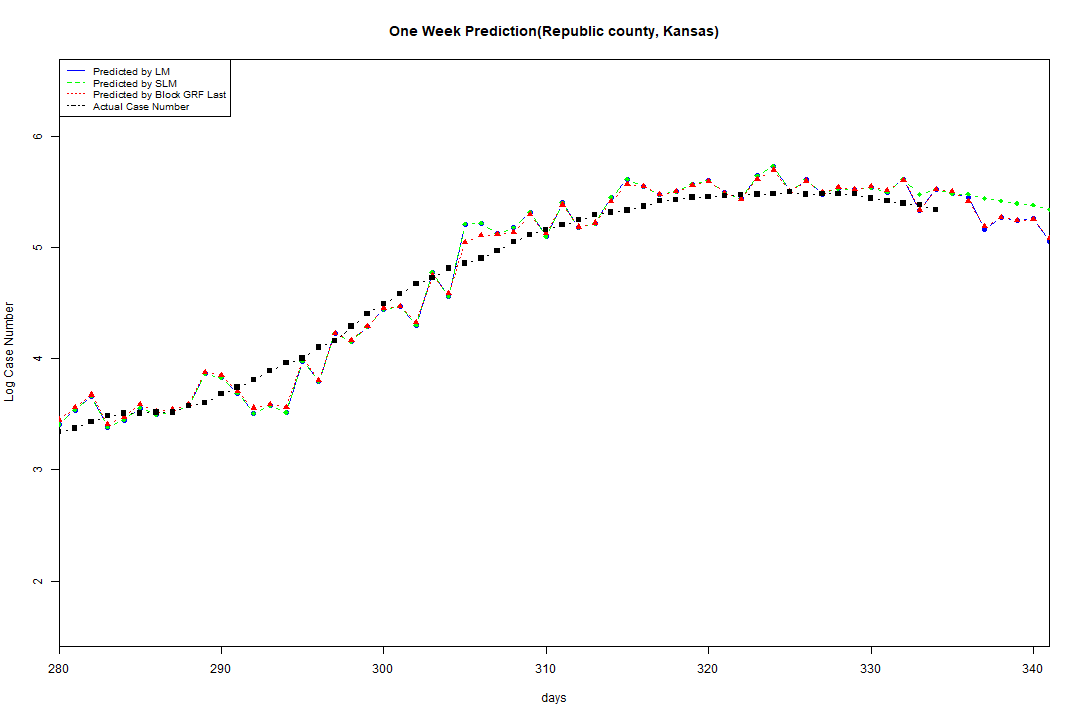 One Week Prediction(Republic county, Kansas)
Predicted by LM
Predicted by SLM
Predicted by Block GRF Last
Actual Case Number
6
5
4
3
2
Log Case Number
280 290 300 310 320 330 340
days